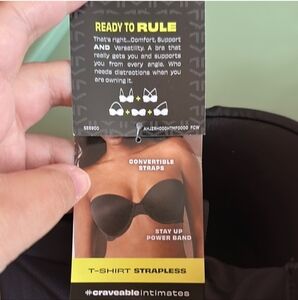 READY TO RULE
That's right...Comfort, Support
AND Versatility. A bra that
really gets you and supports
you from every angle. Who
needs distractions when you
are owning it.
CONVERTIBLE
STRAPS
STAY UP
POWER BAND
T-SHIRT STRAPLESS
#craveableintimates